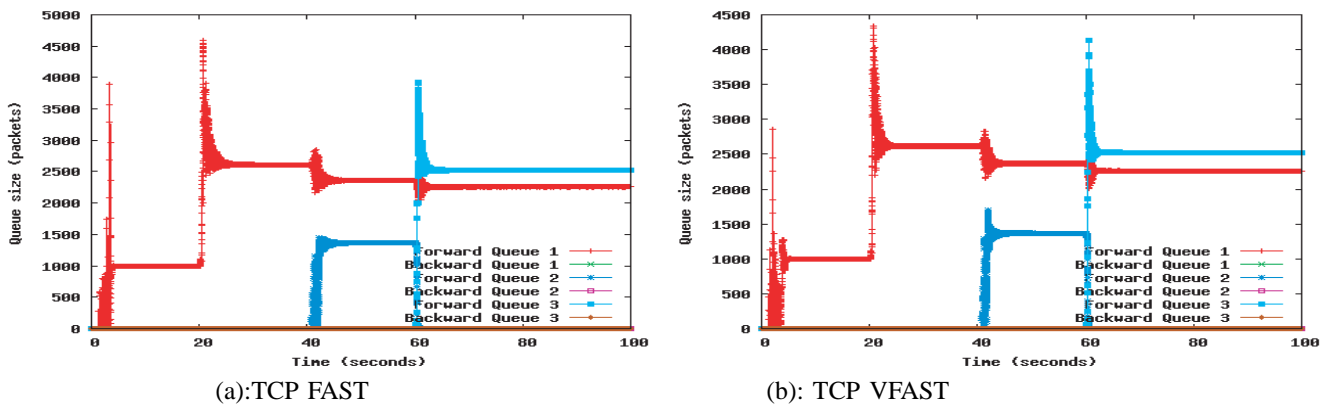 5000
4500
4000
3500
3000
2500
2000
1500
1000
500
0
Queue size (packets)
Forward Queue 1
Backward Queue 1
Forward Queue 2
Backward Queue 2
Forward Queue 3
Backward Queue 3
0 20 40 60 80 100
Time (seconds)
(a):TCP FAST
4500
4000
3500
3000
2500
2000
1500
1000
500
0
Queue size (packets)
Forward Queue 1
Backward Queue 1
Forward Queue 2
Backward Queue 2
Forward Queue 3
Backward Queue 3
0 20 40 60 80 100
Time (seconds)
(b): TCP VFAST